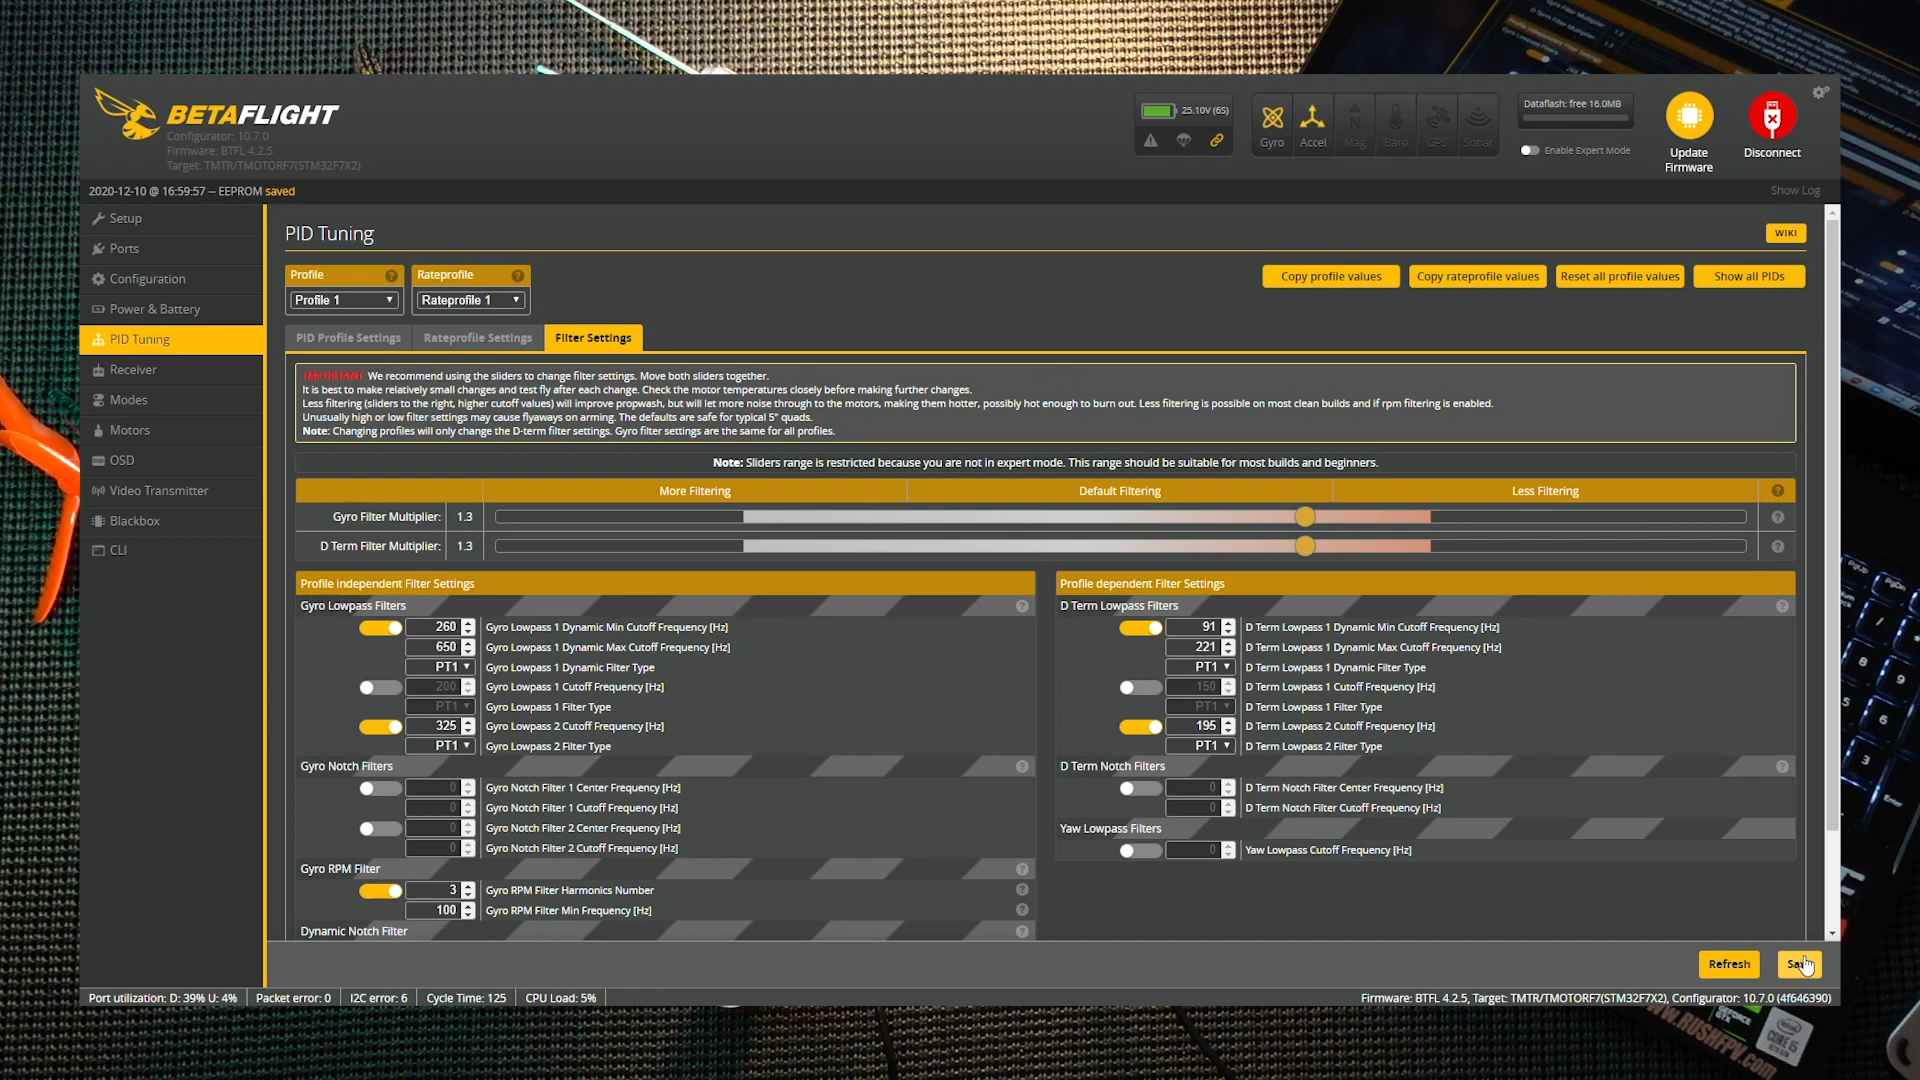 BETAFLIGHT
Configurator: 10.7.0
Firmware: BTFL 4.2.5
Target: TMTR/TMOTORF7(STM32F7X2)
25.10V (6S)
Gyro
Accel
Mag
Baro
GPS
Sonar
Dataflash: free 16.0MB
Enable Expert Mode
Update
Firmware
Disconnect
2020-12-10 @ 16:59:57 -- EEPROM saved
Show Log
Setup
Ports
Configuration
Power & Battery
PID Tuning
Receiver
Modes
Motors
OSD
Video Transmitter
Blackbox
CLI
PID Tuning
WIKI
Profile
Rateprofile
Profile 1
Rateprofile 1
Copy profile values
Copy rateprofile values
Reset all profile values
Show all PIDs
PID Profile Settings
Rateprofile Settings
Filter Settings
IMPORTANT: We recommend using the sliders to change filter settings. Move both sliders together.
It is best to make relatively small changes and test fly after each change. Check the motor temperatures closely before making further changes.
Less filtering (sliders to the right, higher cutoff values) will improve propwash, but will let more noise through to the motors, making them hotter, possibly hot enough to burn out. Less filtering is possible on most clean builds and if rpm filtering is enabled.
Unusually high or low filter settings may cause flyaways on arming. The defaults are safe for typical 5" quads.
Note: Changing profiles will only change the D-term filter settings. Gyro filter settings are the same for all profiles.
Note: Sliders range is restricted because you are not in expert mode. This range should be suitable for most builds and beginners.
More Filtering
Default Filtering
Less Filtering
Gyro Filter Multiplier: 1.3
D Term Filter Multiplier: 1.3
Profile independent Filter Settings
Gyro Lowpass Filters
260 Gyro Lowpass 1 Dynamic Min Cutoff Frequency [Hz]
650 Gyro Lowpass 1 Dynamic Max Cutoff Frequency [Hz]
PT1 Gyro Lowpass 1 Dynamic Filter Type
200 Gyro Lowpass 1 Cutoff Frequency [Hz]
PT1 Gyro Lowpass 1 Filter Type
325 Gyro Lowpass 2 Cutoff Frequency [Hz]
PT1 Gyro Lowpass 2 Filter Type
Gyro Notch Filters
0 Gyro Notch Filter 1 Center Frequency [Hz]
0 Gyro Notch Filter 1 Cutoff Frequency [Hz]
0 Gyro Notch Filter 2 Center Frequency [Hz]
0 Gyro Notch Filter 2 Cutoff Frequency [Hz]
Gyro RPM Filter
3 Gyro RPM Filter Harmonics Number
100 Gyro RPM Filter Min Frequency [Hz]
Dynamic Notch Filter
Profile dependent Filter Settings
D Term Lowpass Filters
91 D Term Lowpass 1 Dynamic Min Cutoff Frequency [Hz]
221 D Term Lowpass 1 Dynamic Max Cutoff Frequency [Hz]
PT1 D Term Lowpass 1 Dynamic Filter Type
150 D Term Lowpass 1 Cutoff Frequency [Hz]
PT1 D Term Lowpass 1 Filter Type
195 D Term Lowpass 2 Cutoff Frequency [Hz]
PT1 D Term Lowpass 2 Filter Type
D Term Notch Filters
0 D Term Notch Filter Center Frequency [Hz]
0 D Term Notch Filter Cutoff Frequency [Hz]
Yaw Lowpass Filters
0 Yaw Lowpass Cutoff Frequency [Hz]
Refresh
Port utilization: D: 39% U: 4%
Packet error: 0
I2C error: 6
Cycle Time: 125
CPU Load: 5%
Firmware: BTFL 4.2.5, Target: TMTR/TMOTORF7(STM32F7X2), Configurator: 10.7.0 (4f646390)
GEFORCE
GTX
CORE i5
WWW.RUSHFPV.COM